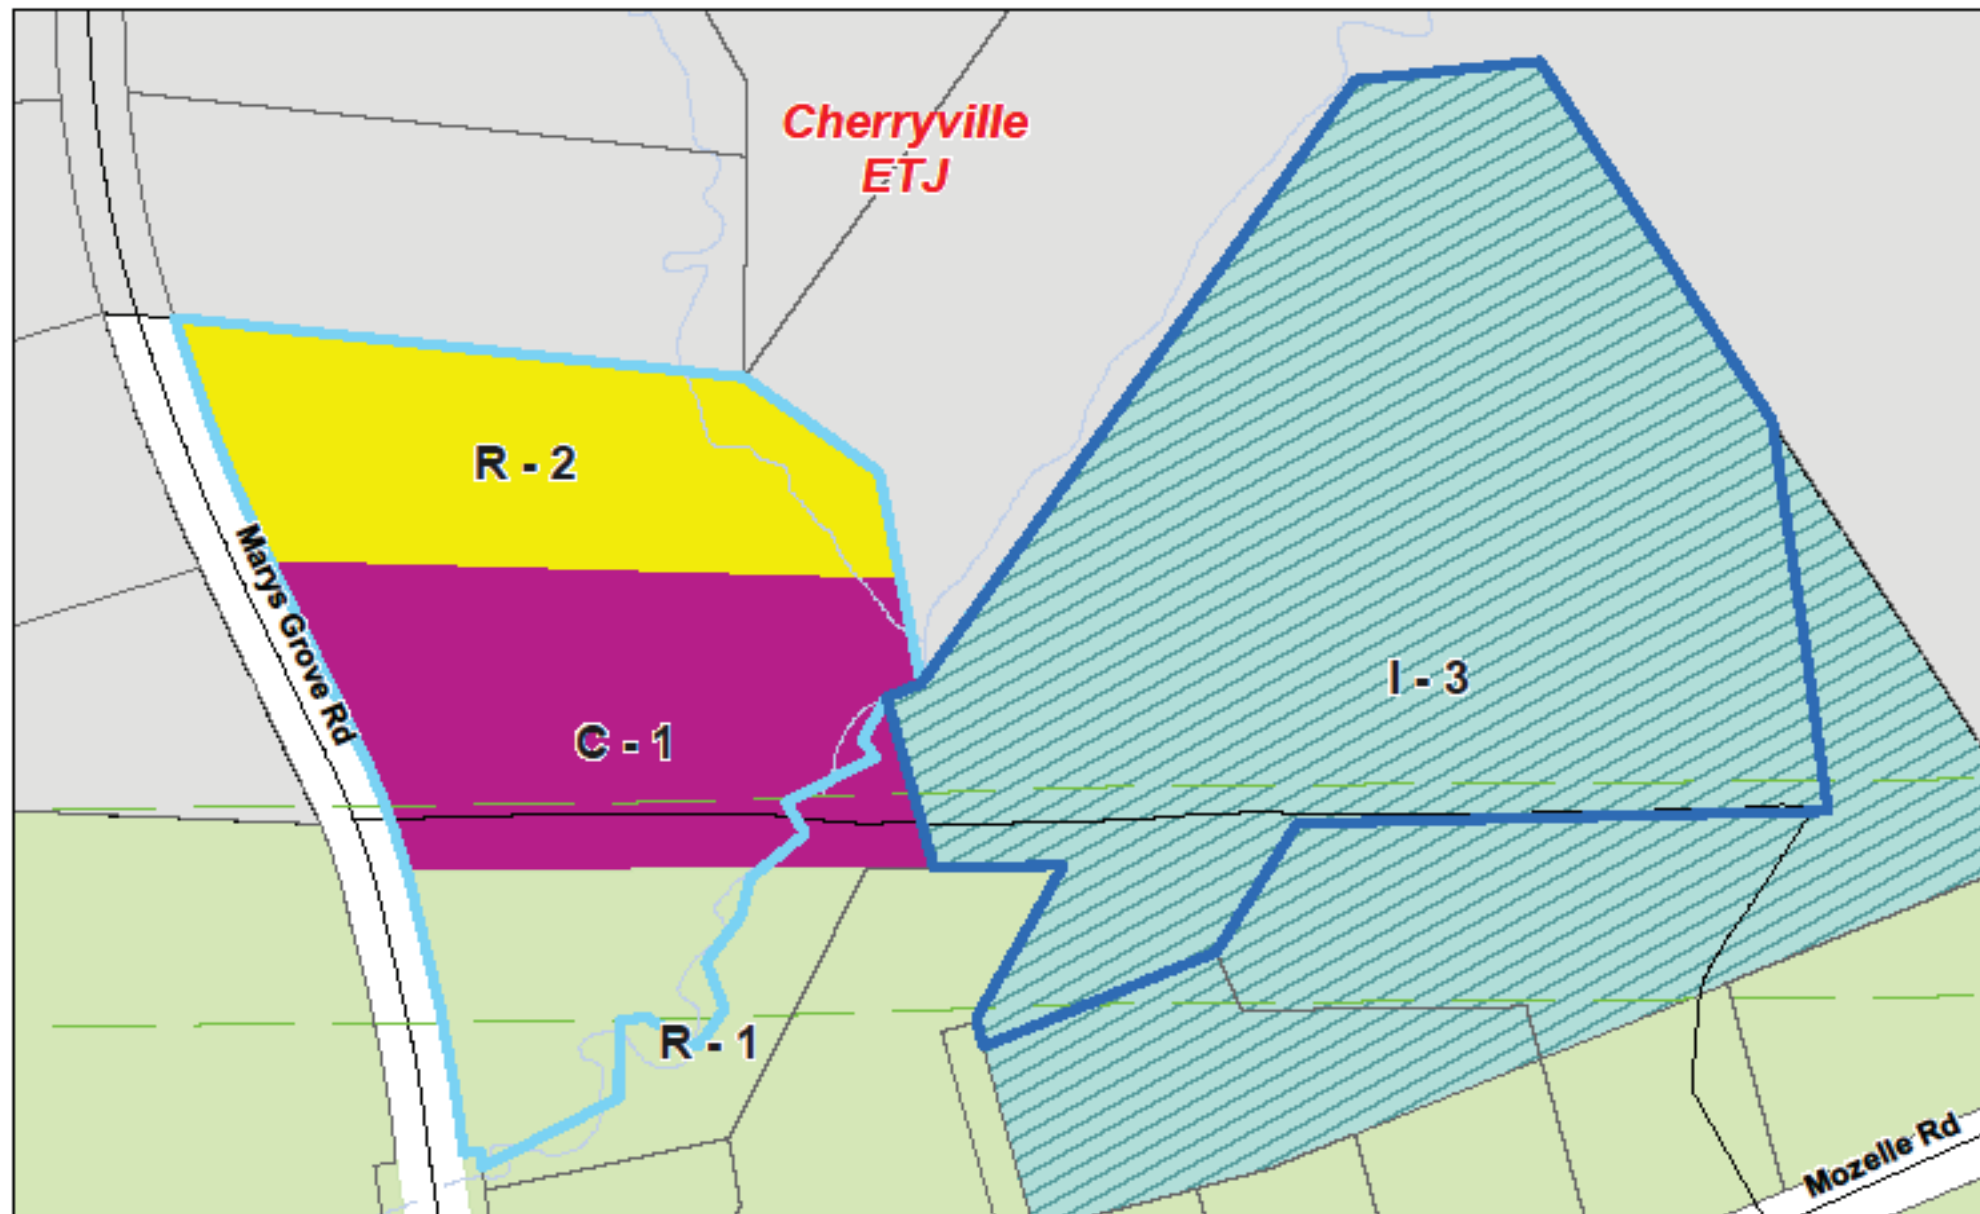 Cherryville
ETJ
R - 2
Marys Grove Rd
I - 3
C - 1
R - 1
Mozelle Rd